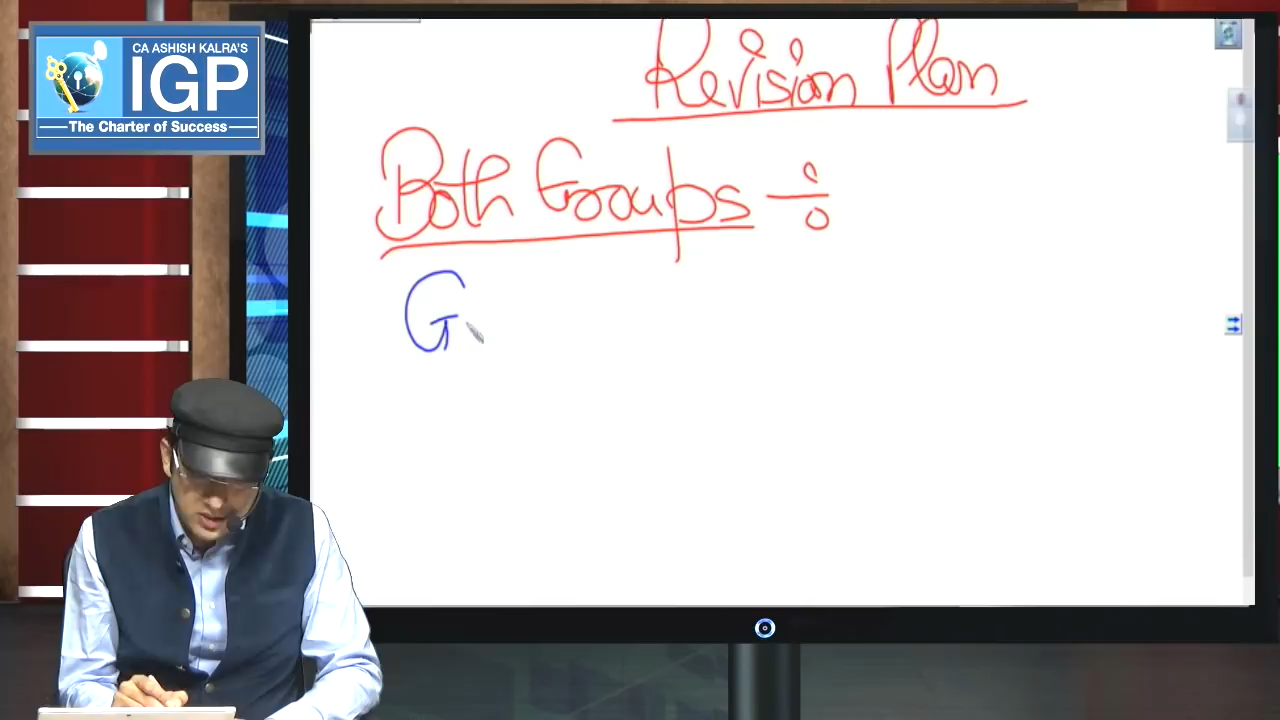 CA ASHISH KALRA'S
IGP
The Charter of Success
Revision Plan
Both Groups ÷
G